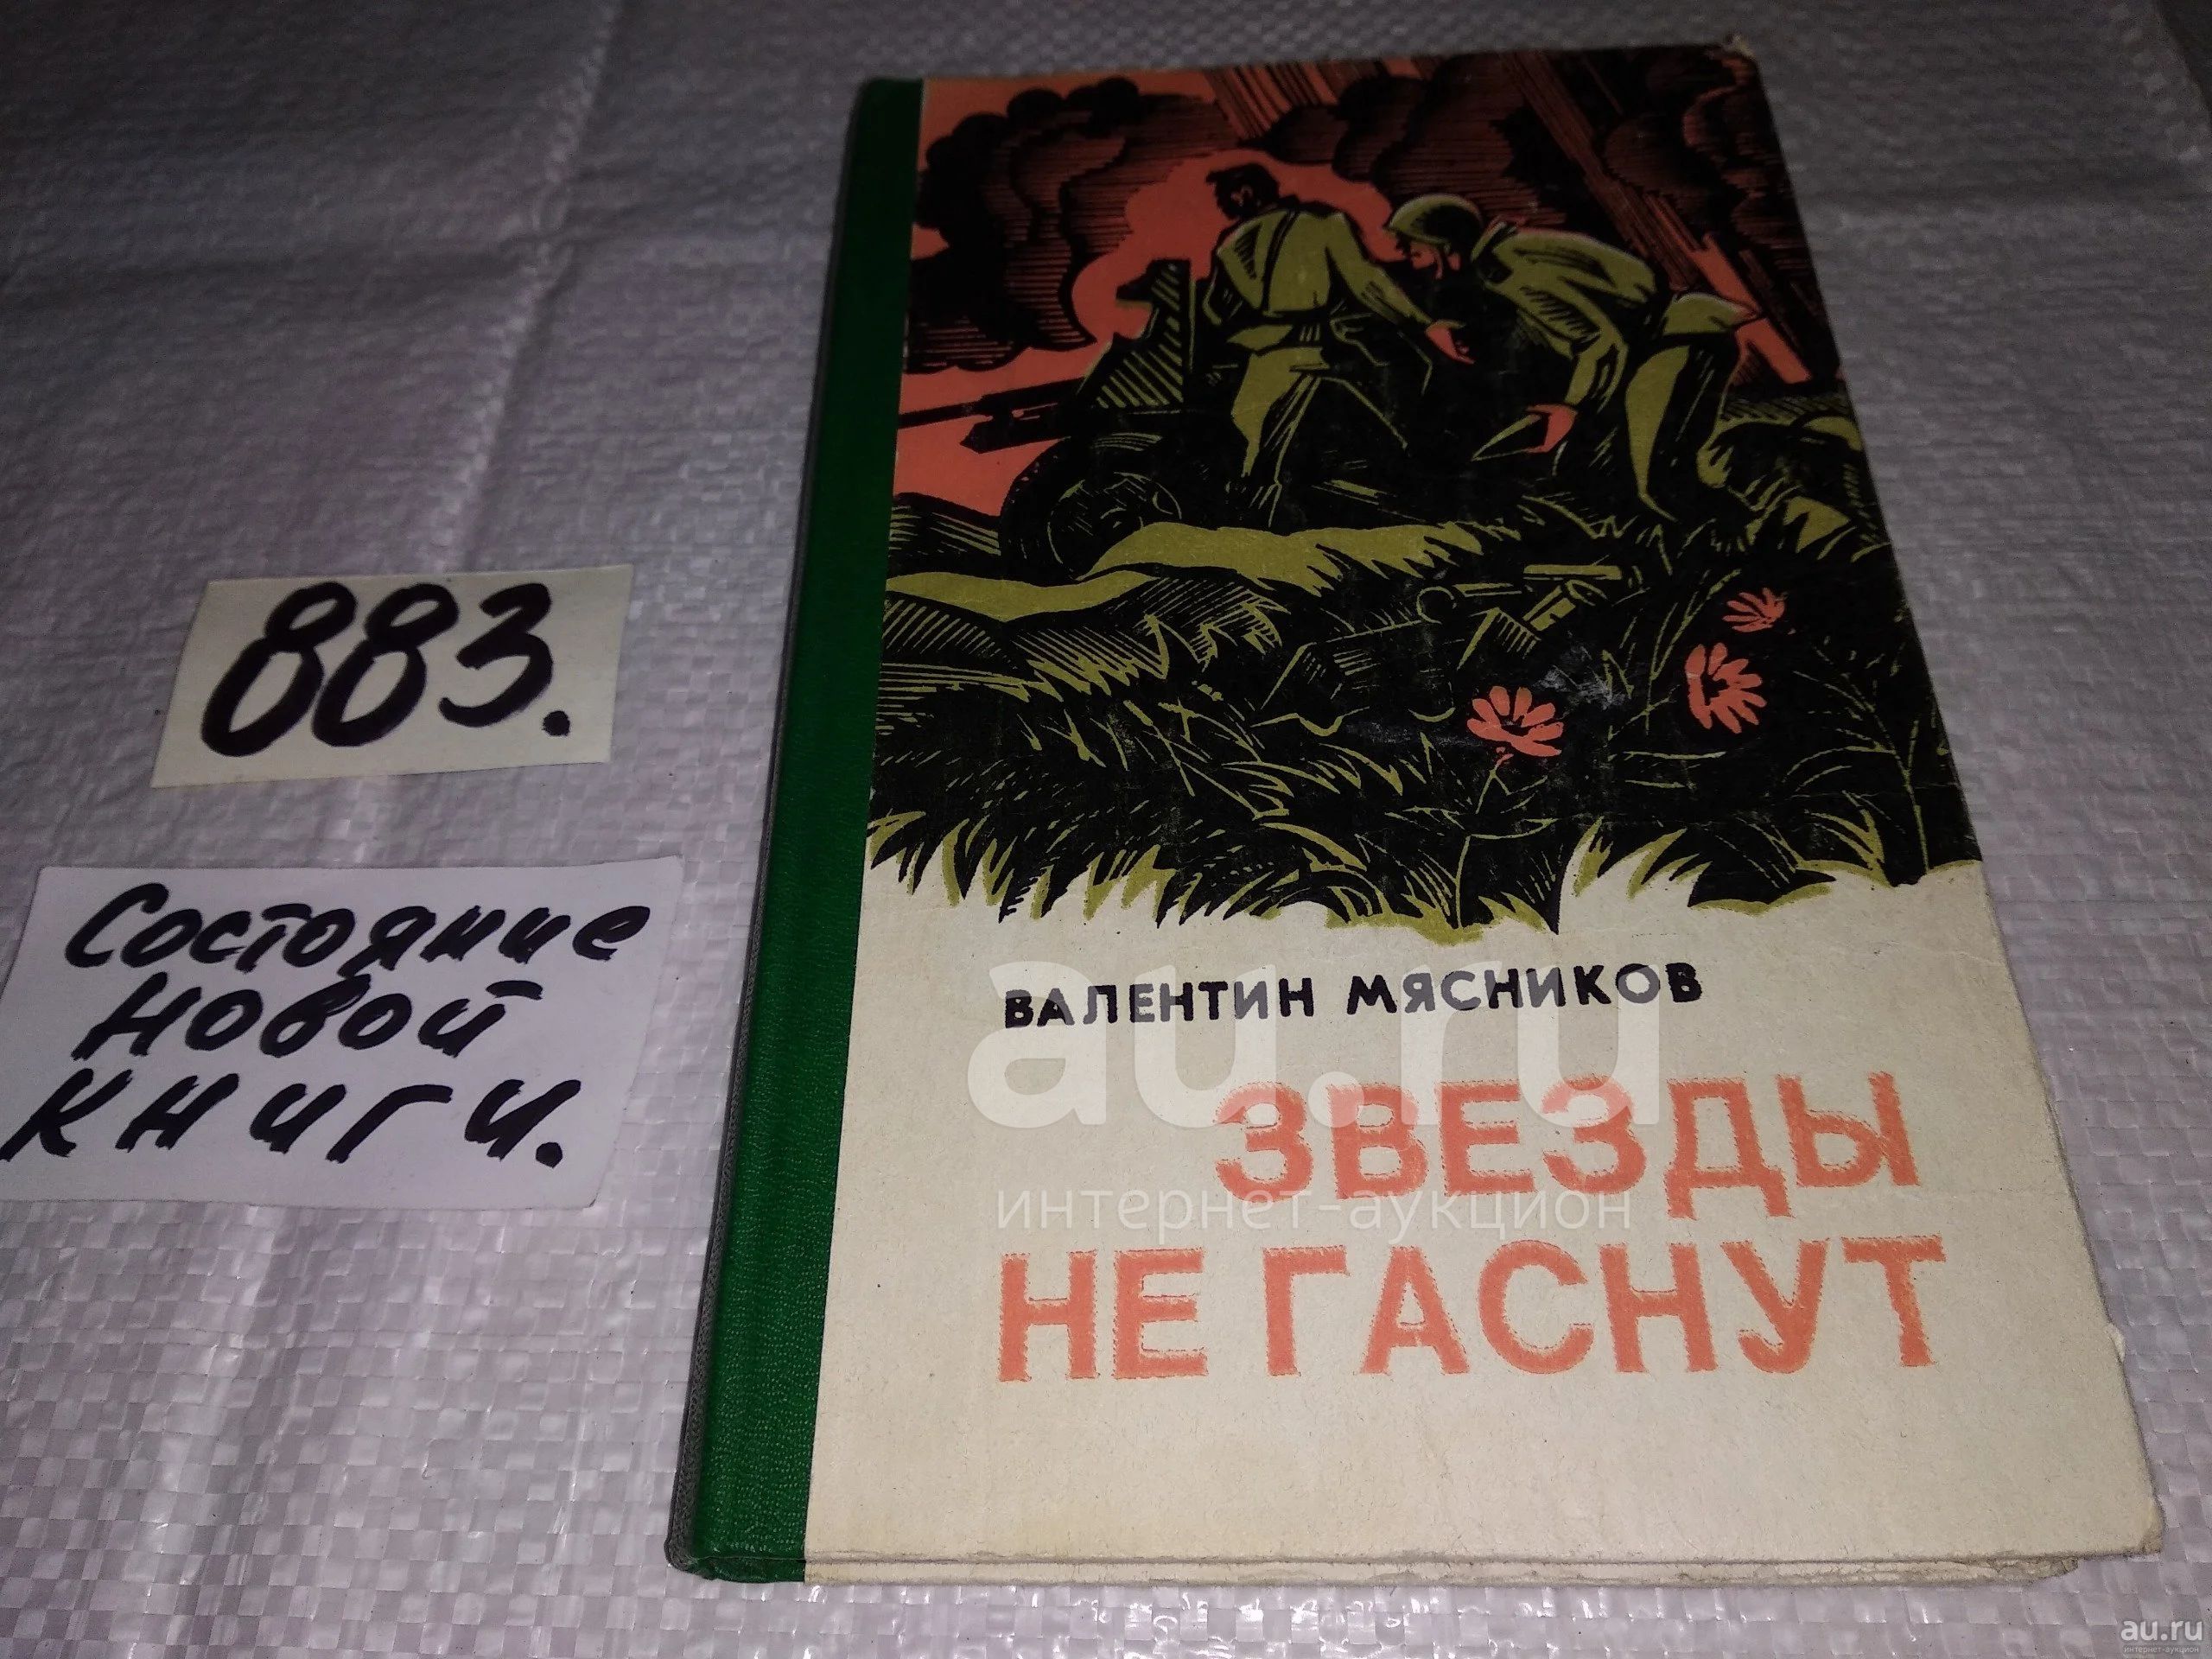 883.
Состояние
новой
книги.
ВАЛЕНТИН МЯСНИКОВ
ЗВЕЗДЫ
НЕ ГАСНУТ
au.ru
интернет-аукцион
au.ru
интернет-аукцион